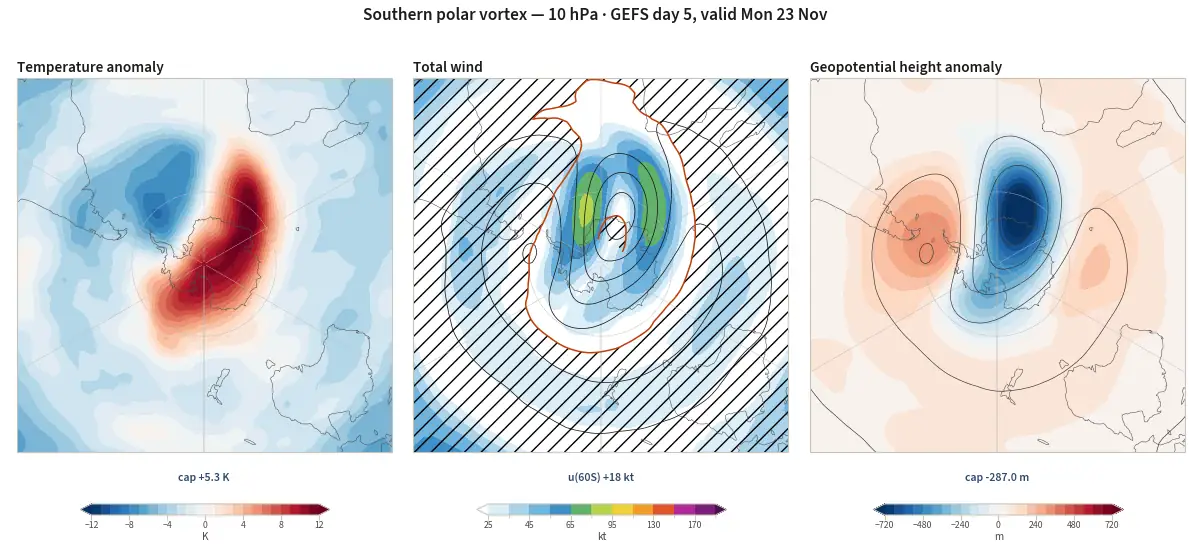 Southern polar vortex — 10 hPa · GEFS day 5, valid Mon 23 Nov
Temperature anomaly
Total wind
Geopotential height anomaly
cap +5.3 K
u(60S) +18 kt
cap -287.0 m
−12 −8 −4 0 4 8 12
K
25 45 65 95 130 170
kt
−720 −480 −240 0 240 480 720
m